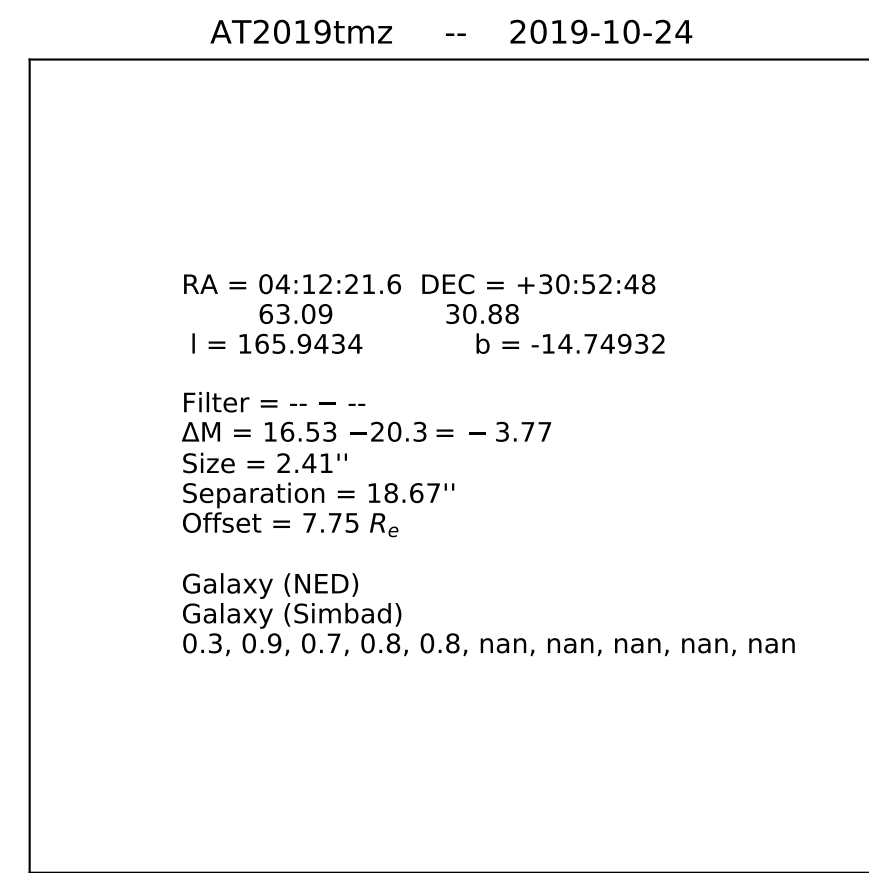 AT2019tmz -- 2019-10-24
RA = 04:12:21.6 DEC = +30:52:48
63.09 30.88
l = 165.9434 b = -14.74932
Filter = -- − --
ΔM = 16.53 −20.3 = − 3.77
Size = 2.41''
Separation = 18.67''
Offset = 7.75 Re
Galaxy (NED)
Galaxy (Simbad)
0.3, 0.9, 0.7, 0.8, 0.8, nan, nan, nan, nan, nan